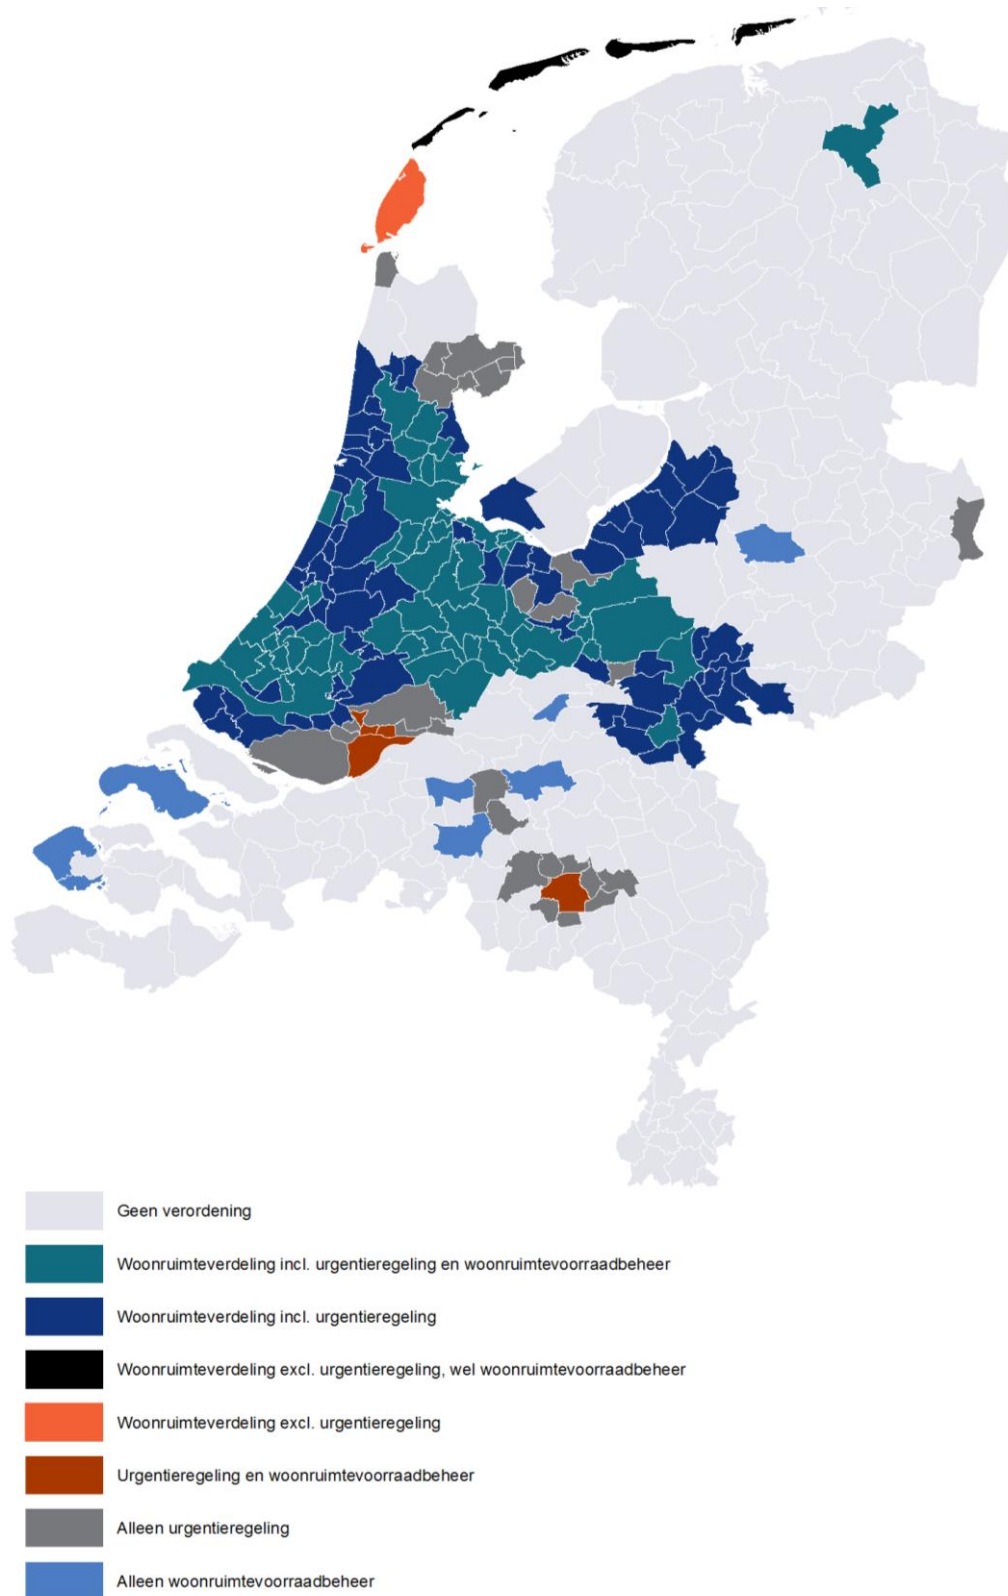 Geen verordening
Woonruimteverdeling incl. urgentieregeling en woonruimtevoorraadbeheer
Woonruimteverdeling incl. urgentieregeling
Woonruimteverdeling excl. urgentieregeling, wel woonruimtevoorraadbeheer
Woonruimteverdeling excl. urgentieregeling
Urgentieregeling en woonruimtevoorraadbeheer
Alleen urgentieregeling
Alleen woonruimtevoorraadbeheer